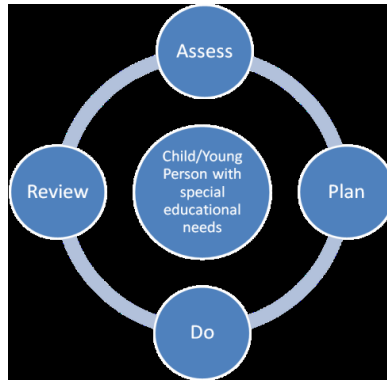 Assess
Child/Young
Person with
special
educational
needs
Review
Plan
Do